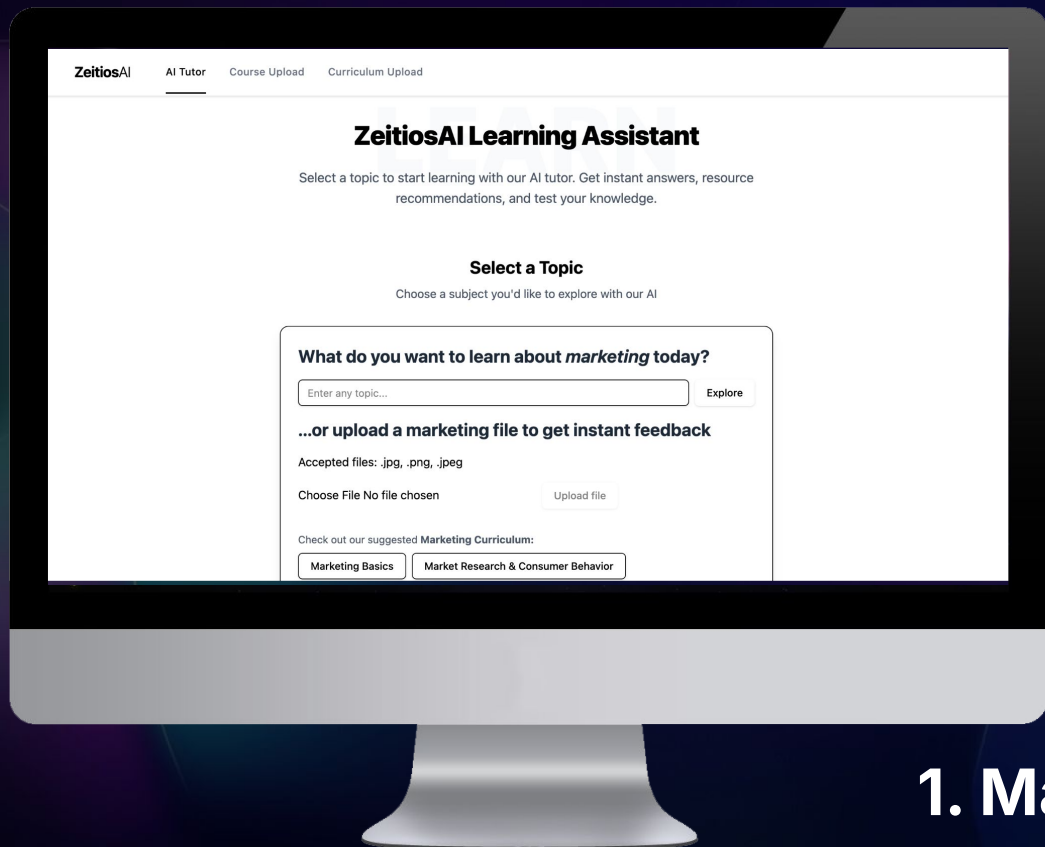 ZeitiosAI AI Tutor Course Upload Curriculum Upload
LEARN
ZeitiosAI Learning Assistant
Select a topic to start learning with our AI tutor. Get instant answers, resource
recommendations, and test your knowledge.
Select a Topic
Choose a subject you'd like to explore with our AI
What do you want to learn about marketing today?
Enter any topic... Explore
...or upload a marketing file to get instant feedback
Accepted files: .jpg, .png, .jpeg
Choose File No file chosen Upload file
Check out our suggested Marketing Curriculum:
Marketing Basics Market Research & Consumer Behavior
1. Ma